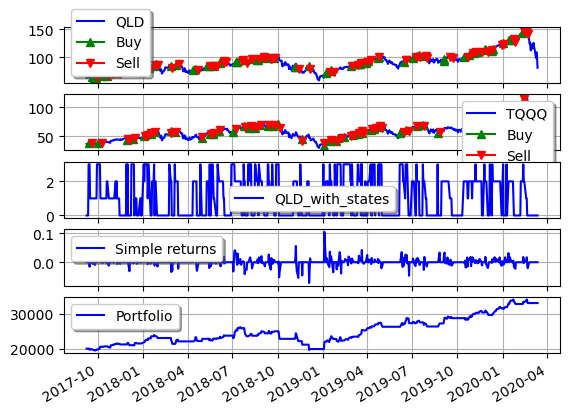 QLD
Buy
Sell
150
100
TQQQ
Buy
Sell
100
50
QLD_with_states
2
0
Simple returns
0.1
0.0
Portfolio
30000
20000
2017-10 2018-01 2018-04 2018-07 2018-10 2019-01 2019-04 2019-07 2019-10 2020-01 2020-04